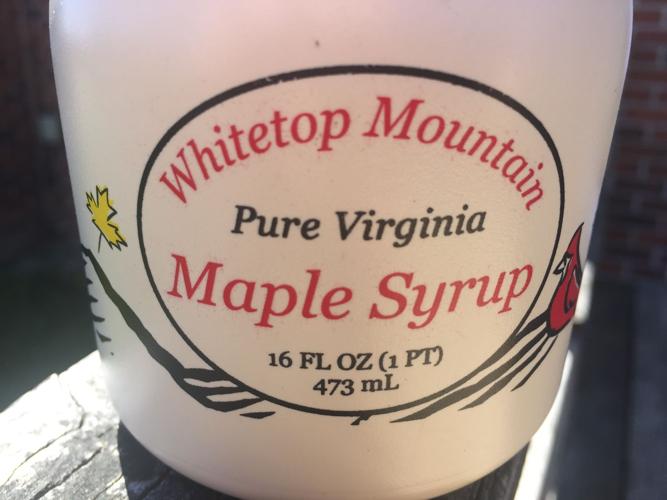 Whitetop Mountain
Pure Virginia
Maple Syrup
16 FL OZ (1 PT)
473 mL